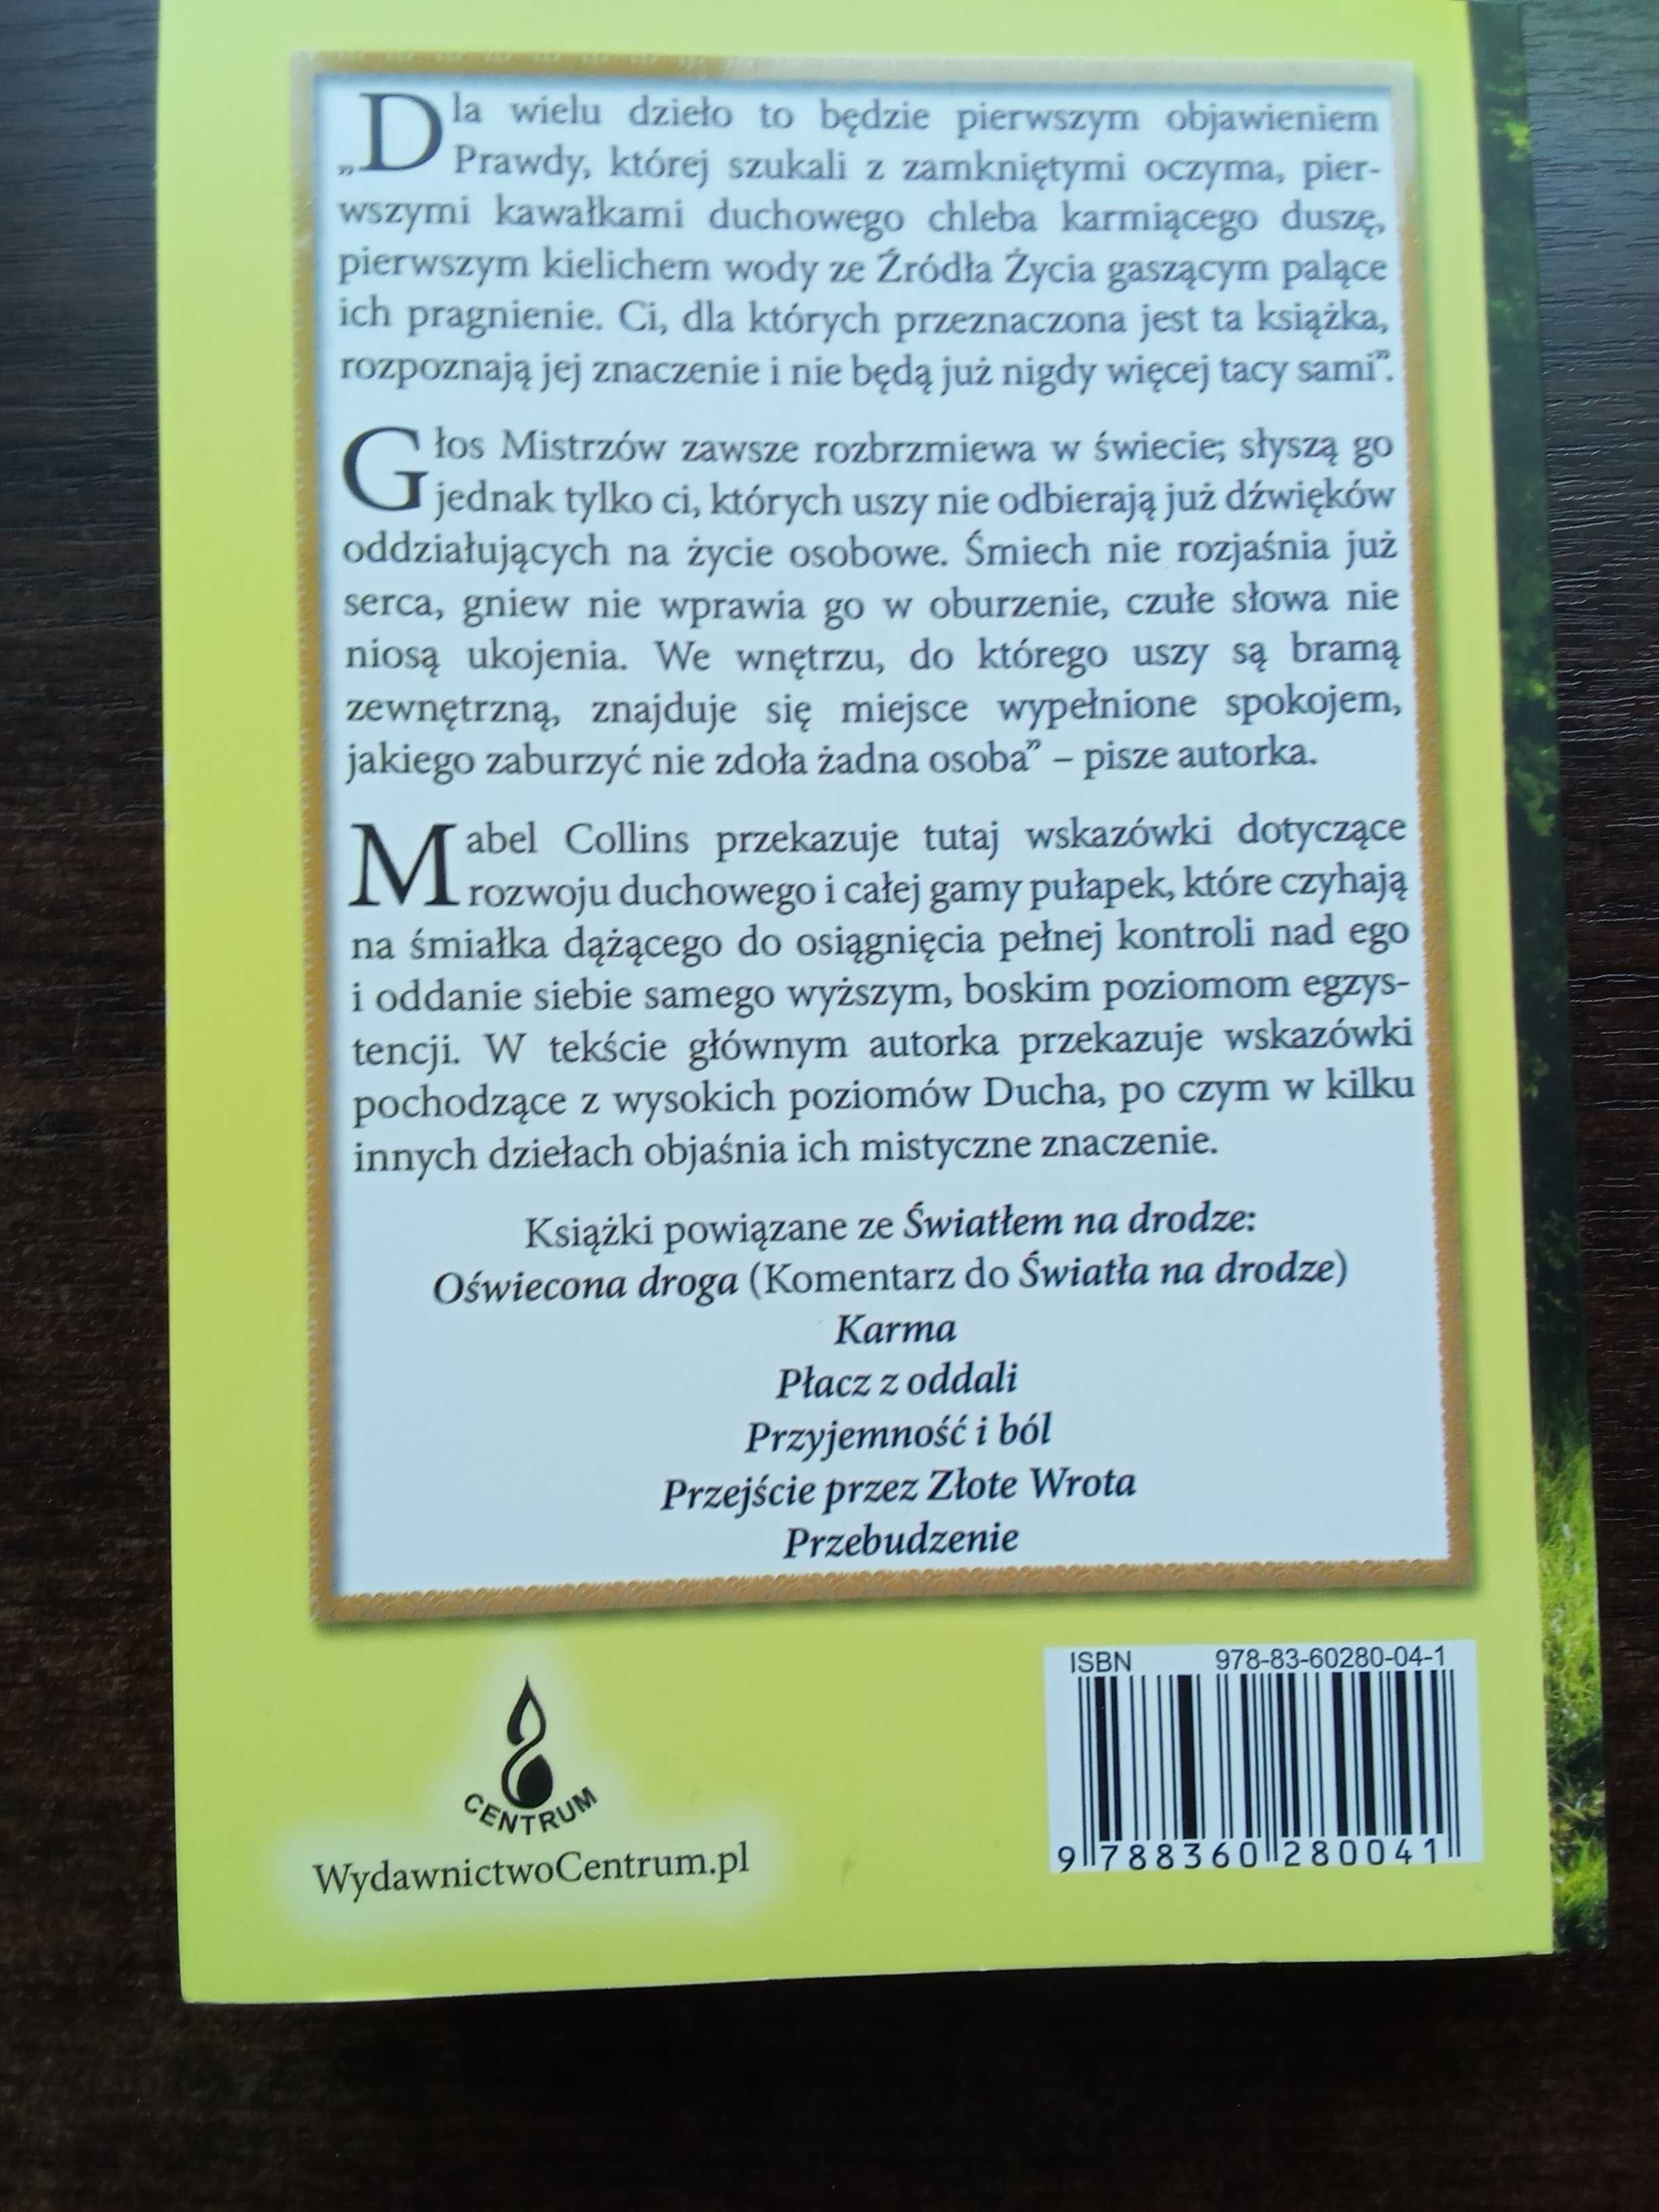 „Dla wielu dzieło to będzie pierwszym objawieniem
Prawdy, której szukali z zamkniętymi oczyma, pier-
wszymi kawałkami duchowego chleba karmiącego duszę,
pierwszym kielichem wody ze Źródła Życia gaszącym palące
ich pragnienie. Ci, dla których przeznaczona jest ta książka,
rozpoznają jej znaczenie i nie będą już nigdy więcej tacy sami”.
Głos Mistrzów zawsze rozbrzmiewa w świecie; słyszą go
jednak tylko ci, których uszy nie odbierają już dźwięków
oddziałujących na życie osobowe. Śmiech nie rozjaśnia już
serca, gniew nie wprawia go w oburzenie, czułe słowa nie
niosą ukojenia. We wnętrzu, do którego uszy są bramą
zewnętrzną, znajduje się miejsce wypełnione spokojem,
jakiego zaburzyć nie zdoła żadna osoba” – pisze autorka.
Mabel Collins przekazuje tutaj wskazówki dotyczące
rozwoju duchowego i całej gamy pułapek, które czyhają
na śmiałka dążącego do osiągnięcia pełnej kontroli nad ego
i oddanie siebie samego wyższym, boskim poziomom egzys-
tencji. W tekście głównym autorka przekazuje wskazówki
pochodzące z wysokich poziomów Ducha, po czym w kilku
innych dziełach objaśnia ich mistyczne znaczenie.
Książki powiązane ze Światłem na drodze:
Oświecona droga (Komentarz do Światła na drodze)
Karma
Płacz z oddali
Przyjemność i ból
Przejście przez Złote Wrota
Przebudzenie
CENTRUM
WydawnictwoCentrum.pl
ISBN 978-83-60280-04-1
9 788360 280041